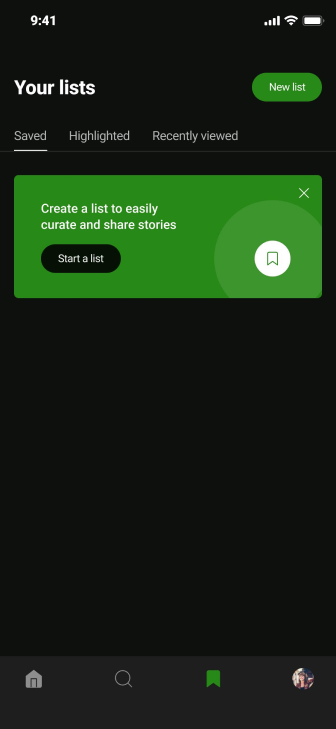 9:41
Your lists
New list
Saved
Highlighted
Recently viewed
Create a list to easily
curate and share stories
Start a list